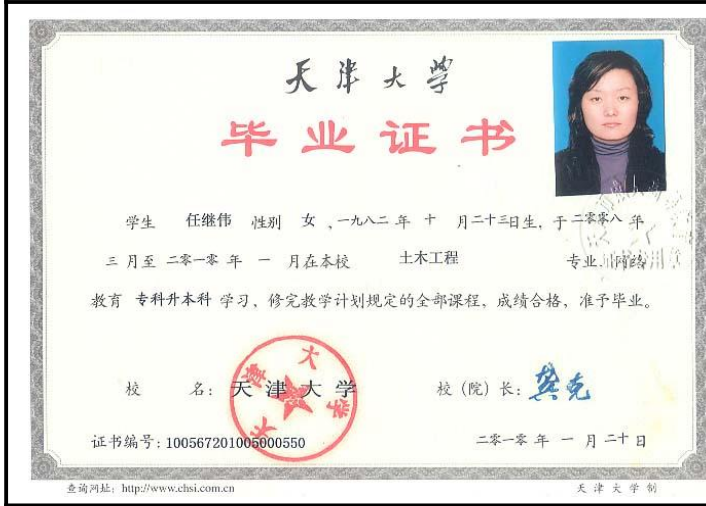 天津大学
毕业证书
学生 任继伟 性别 女 、一九八二 年 十 月二十三日生, 于 二零零八 年
三 月至 二零一零 年 一 月在本校 土木工程 专业 网络
教育 专科升本科 学习、修完教学计划规定的全部课程, 成绩合格, 准予毕业。
校 名: 天津大学 校 (院) 长: 龚克
天津大学
证书编号: 100567201005000550 二零一零 年 一 月 二十 日
查询网址: http://www.chsi.com.cn 天津大学制